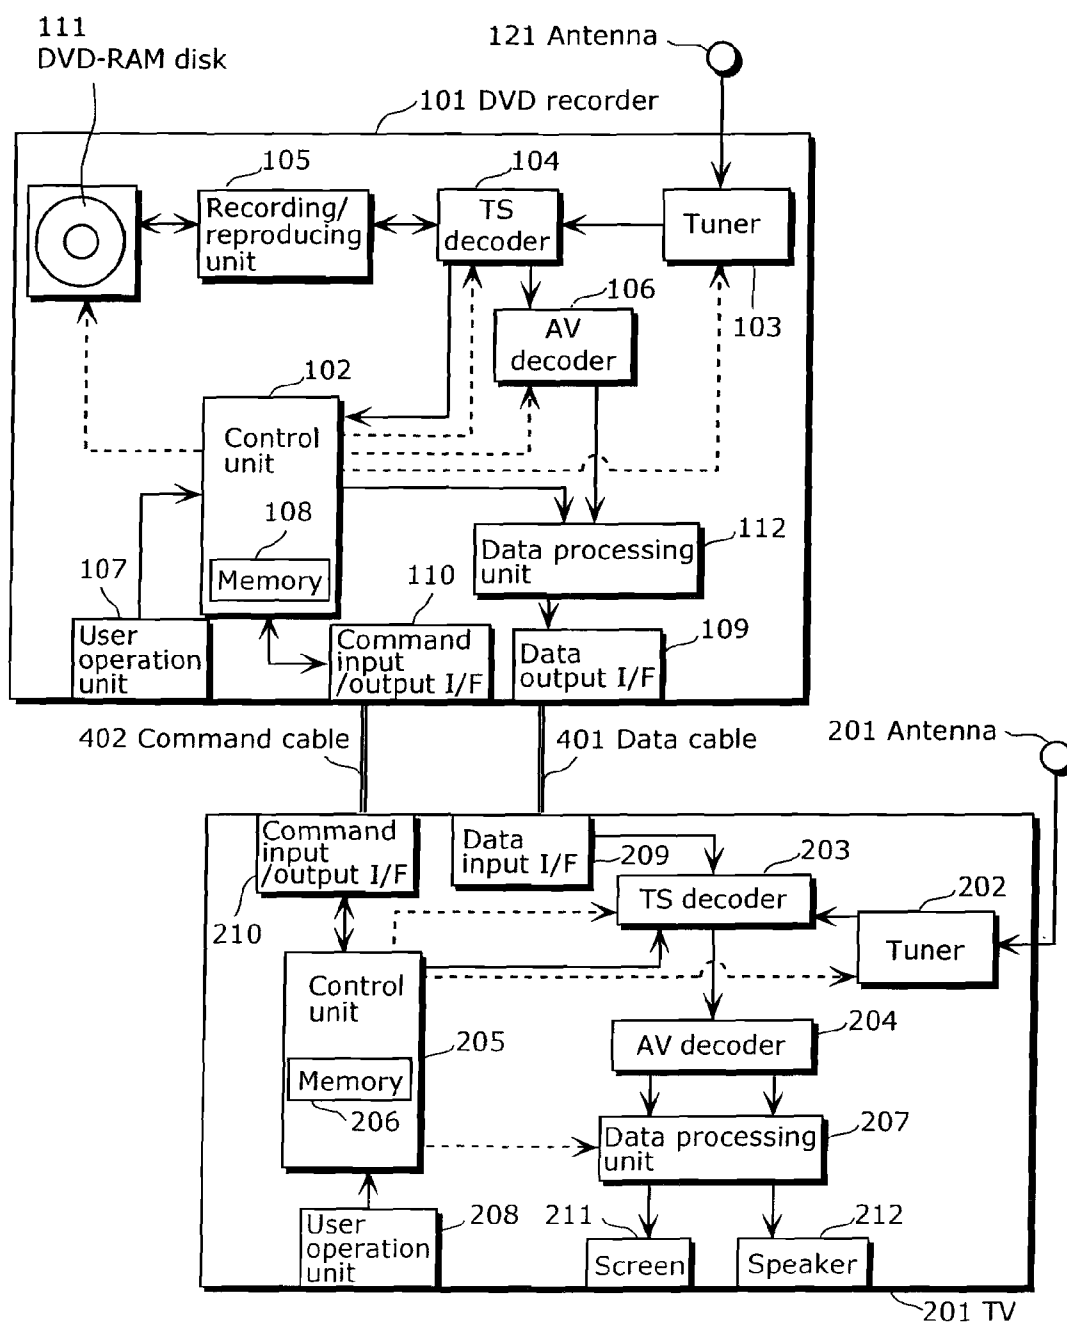 111
DVD-RAM disk
121 Antenna
101 DVD recorder
105
104
Recording/
reproducing
unit
TS
decoder
Tuner
103
106
AV
decoder
102
Control
unit
108
Memory
112
Data processing
unit
107
User
operation
unit
110
Command
input
/output I/F
109
Data
output I/F
402 Command cable
401 Data cable
201 Antenna
Command
input
/output I/F
210
Data
input I/F
209
203
TS decoder
202
Tuner
Control
unit
205
Memory
206
204
AV decoder
207
Data processing
unit
208
User
operation
unit
211
Screen
212
Speaker
201 TV